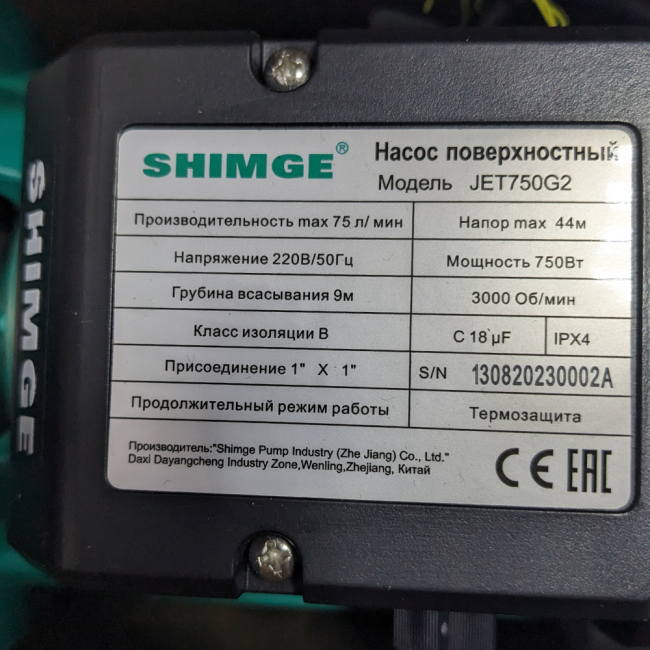 SHIMGE
SHIMGE® Насос поверхностный
Модель JET750G2
Производительность max 75 л/ мин Напор max 44м
Напряжение 220В/50Гц Мощность 750Вт
Грубина всасывания 9м 3000 Об/мин
Класс изоляции В C 18 µF IPX4
Присоединение 1" X 1" S/N 130820230002A
Продолжительный режим работы Термозащита
Производитель:"Shimge Pump Industry (Zhe Jiang) Co., Ltd."
Daxi Dayangcheng Industry Zone,Wenling,Zhejiang, Китай
CE EAC